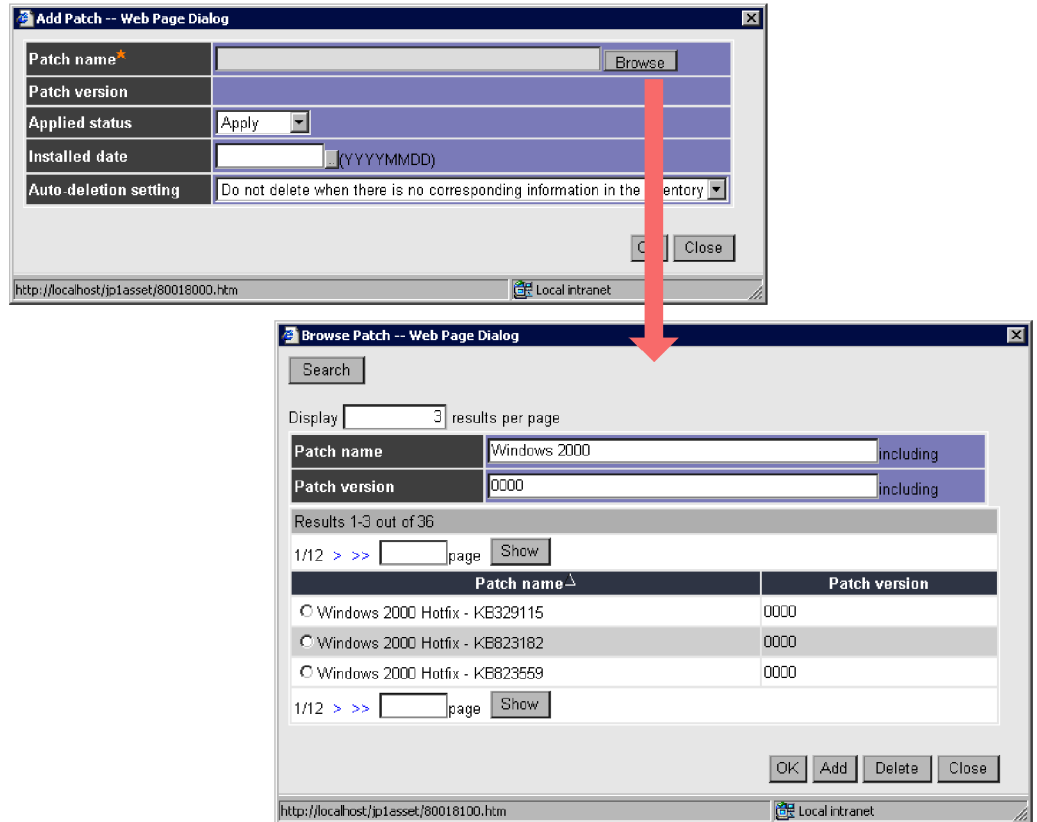 Add Patch -- Web Page Dialog
Patch name* Browse
Patch version
Applied status Apply
Installed date .. (YYYYMMDD)
Auto-deletion setting Do not delete when there is no corresponding information in the entory
Close
http://localhost/jp1asset/80018000.htm Local intranet
Browse Patch -- Web Page Dialog
Search
Display 3 results per page
Patch name Windows 2000 including
Patch version 0000 including
Results 1-3 out of 36
1/12 > >> page Show
Patch name Patch version
Windows 2000 Hotfix - KB329115 0000
Windows 2000 Hotfix - KB823182 0000
Windows 2000 Hotfix - KB823559 0000
1/12 > >> page Show
OK Add Delete Close
http://localhost/jp1asset/80018100.htm Local intranet